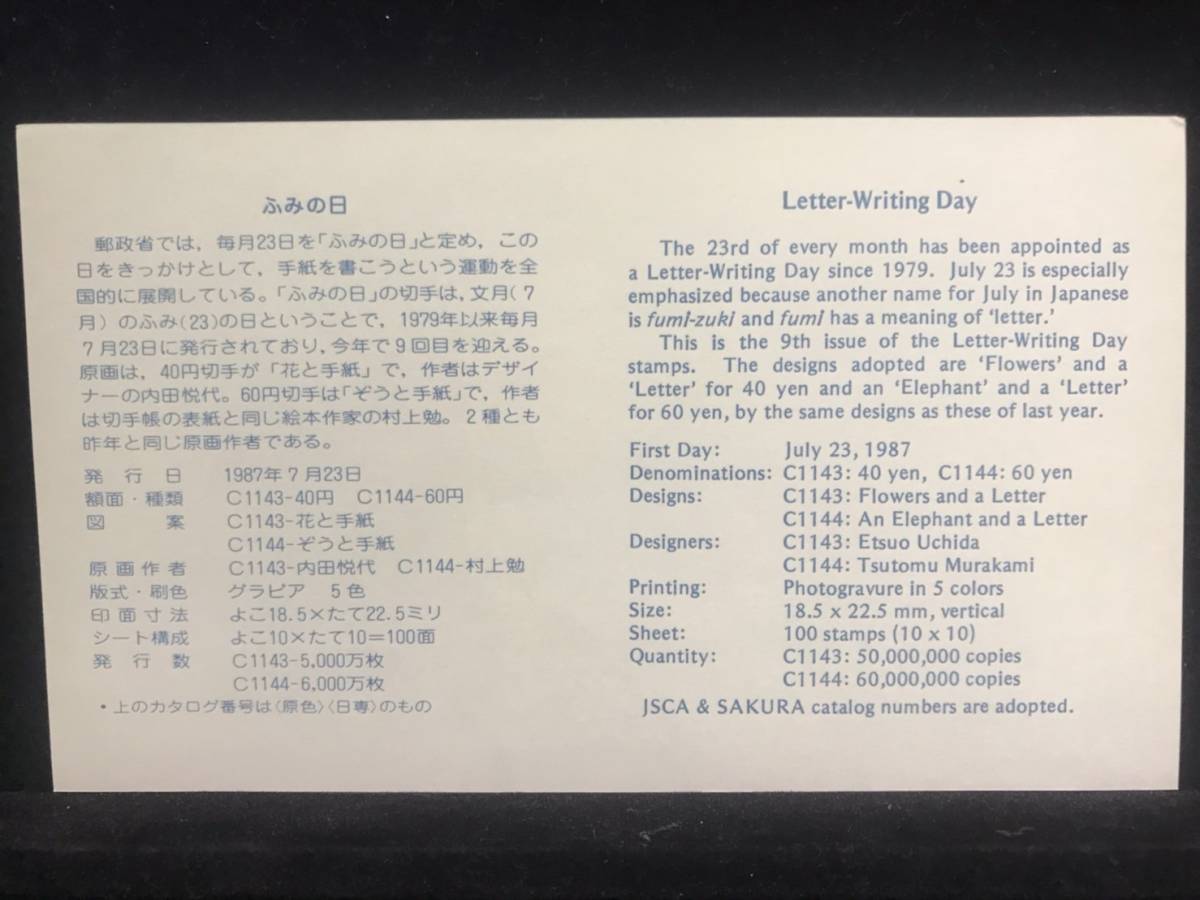 ふみの日
郵政省では，毎月23日を「ふみの日」と定め，この
日をきっかけとして，手紙を書こうという運動を全
国的に展開している。「ふみの日」の切手は，文月(７
月）のふみ(23)の日ということで，1979年以来毎月
７月23日に発行されており，今年で９回目を迎える。
原画は，40円切手が「花と手紙」で，作者はデザイ
ナーの内田悦代。60円切手は「ぞうと手紙」で，作者
は切手帳の表紙と同じ絵本作家の村上勉。２種とも
昨年と同じ原画作者である。
発行日 1987年７月23日
額面・種類 C1143-40円 C1144-60円
図案 C1143-花と手紙
C1144-ぞうと手紙
原画作者 C1143-内田悦代 C1144-村上勉
版式・刷色 グラビア ５色
印面寸法 よこ18.5×たて22.5ミリ
シート構成 よこ10×たて10＝100面
発行数 C1143-5,000万枚
C1144-6,000万枚
・上のカタログ番号は〈原色〉〈日専〉のもの
Letter-Writing Day
The 23rd of every month has been appointed as
a Letter-Writing Day since 1979. July 23 is especially
emphasized because another name for July in Japanese
is fumi-zuki and fumi has a meaning of ‘letter.’
This is the 9th issue of the Letter-Writing Day
stamps. The designs adopted are ‘Flowers’ and a
‘Letter’ for 40 yen and an ‘Elephant’ and a ‘Letter’
for 60 yen, by the same designs as these of last year.
First Day: July 23, 1987
Denominations: C1143: 40 yen, C1144: 60 yen
Designs: C1143: Flowers and a Letter
C1144: An Elephant and a Letter
Designers: C1143: Etsuo Uchida
C1144: Tsutomu Murakami
Printing: Photogravure in 5 colors
Size: 18.5 x 22.5 mm, vertical
Sheet: 100 stamps (10 x 10)
Quantity: C1143: 50,000,000 copies
C1144: 60,000,000 copies
JSCA & SAKURA catalog numbers are adopted.